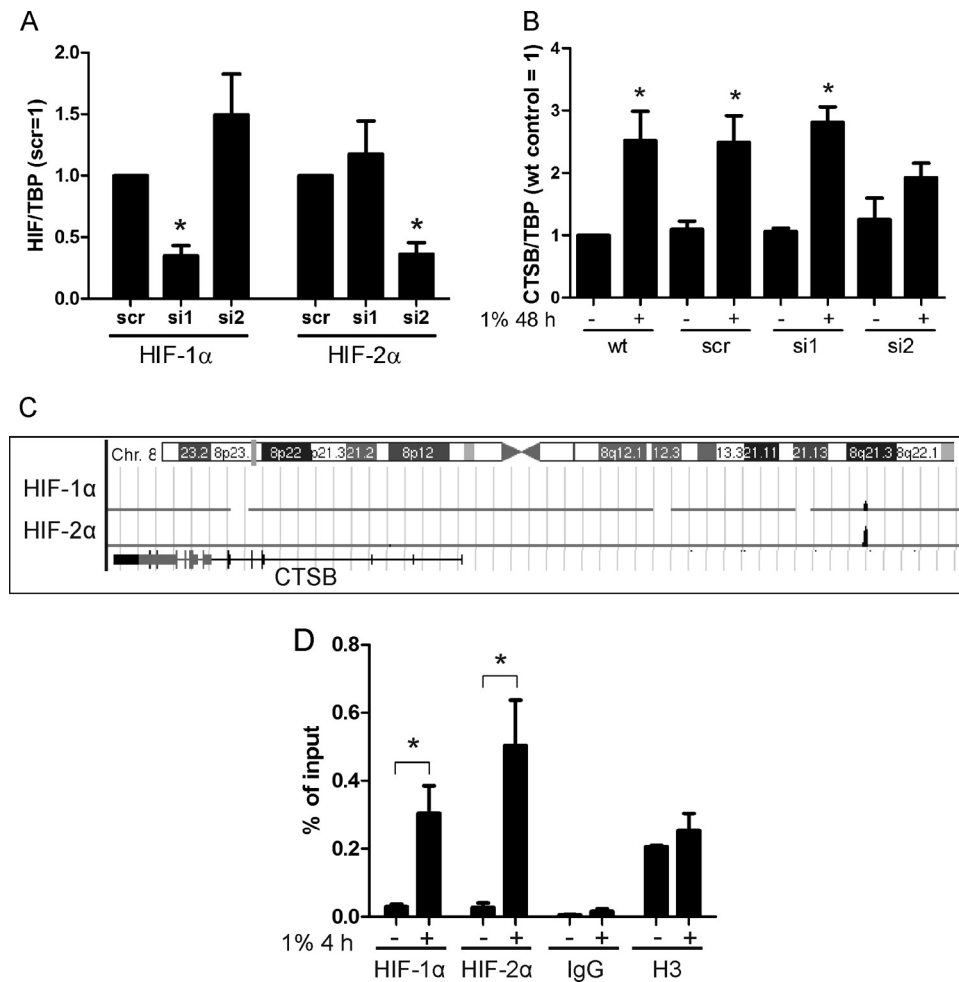 A
HIF/TBP (scr=1)
2.0
1.5
1.0
0.5
0.0
*
*
scr si1 si2 scr si1 si2
HIF-1α HIF-2α
B
CTSB/TBP (wt control = 1)
4
3
2
1
0
* * *
1% 48 h - + - + - + - +
wt scr si1 si2
C
Chr. 8 23.2 8p23. 8p22 p21.3 21.2 8p12 8q12.1 12.3 13.3 21.11 21.13 8q21.3 8q22.1
HIF-1α
HIF-2α
CTSB
D
% of input
0.8
0.6
0.4
0.2
0.0
*
*
1% 4 h - + - + - + - +
HIF-1α HIF-2α IgG H3